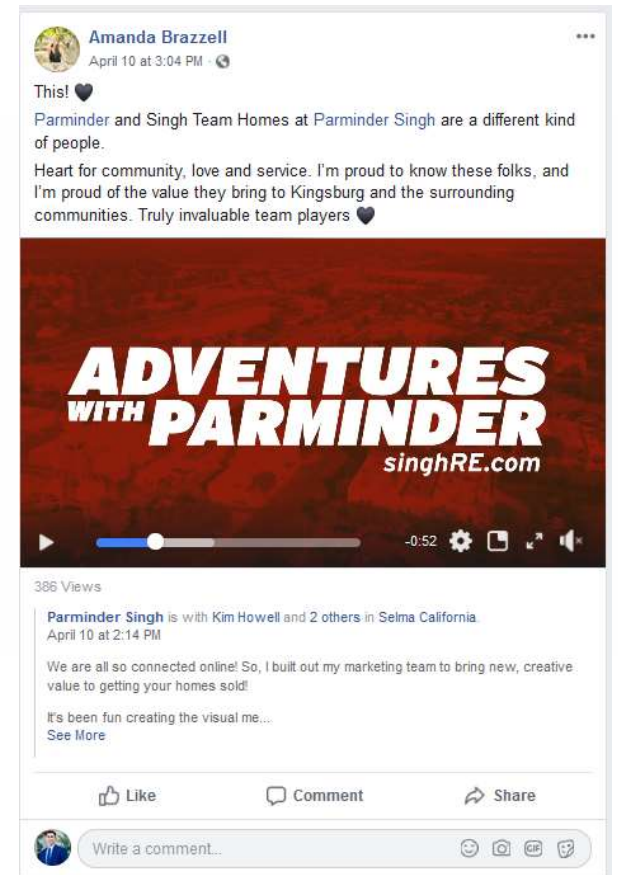 Amanda Brazzell
April 10 at 3:04 PM ·
This! 🖤
Parminder and Singh Team Homes at Parminder Singh are a different kind
of people.
Heart for community, love and service. I'm proud to know these folks, and
I'm proud of the value they bring to Kingsburg and the surrounding
communities. Truly invaluable team players 🖤
ADVENTURES
WITH PARMINDER
singhRE.com
-0:52
386 Views
Parminder Singh is with Kim Howell and 2 others in Selma California.
April 10 at 2:14 PM
We are all so connected online! So, I built out my marketing team to bring new, creative
value to getting your homes sold!
It's been fun creating the visual me...
See More
Like Comment Share
Write a comment...
GIF